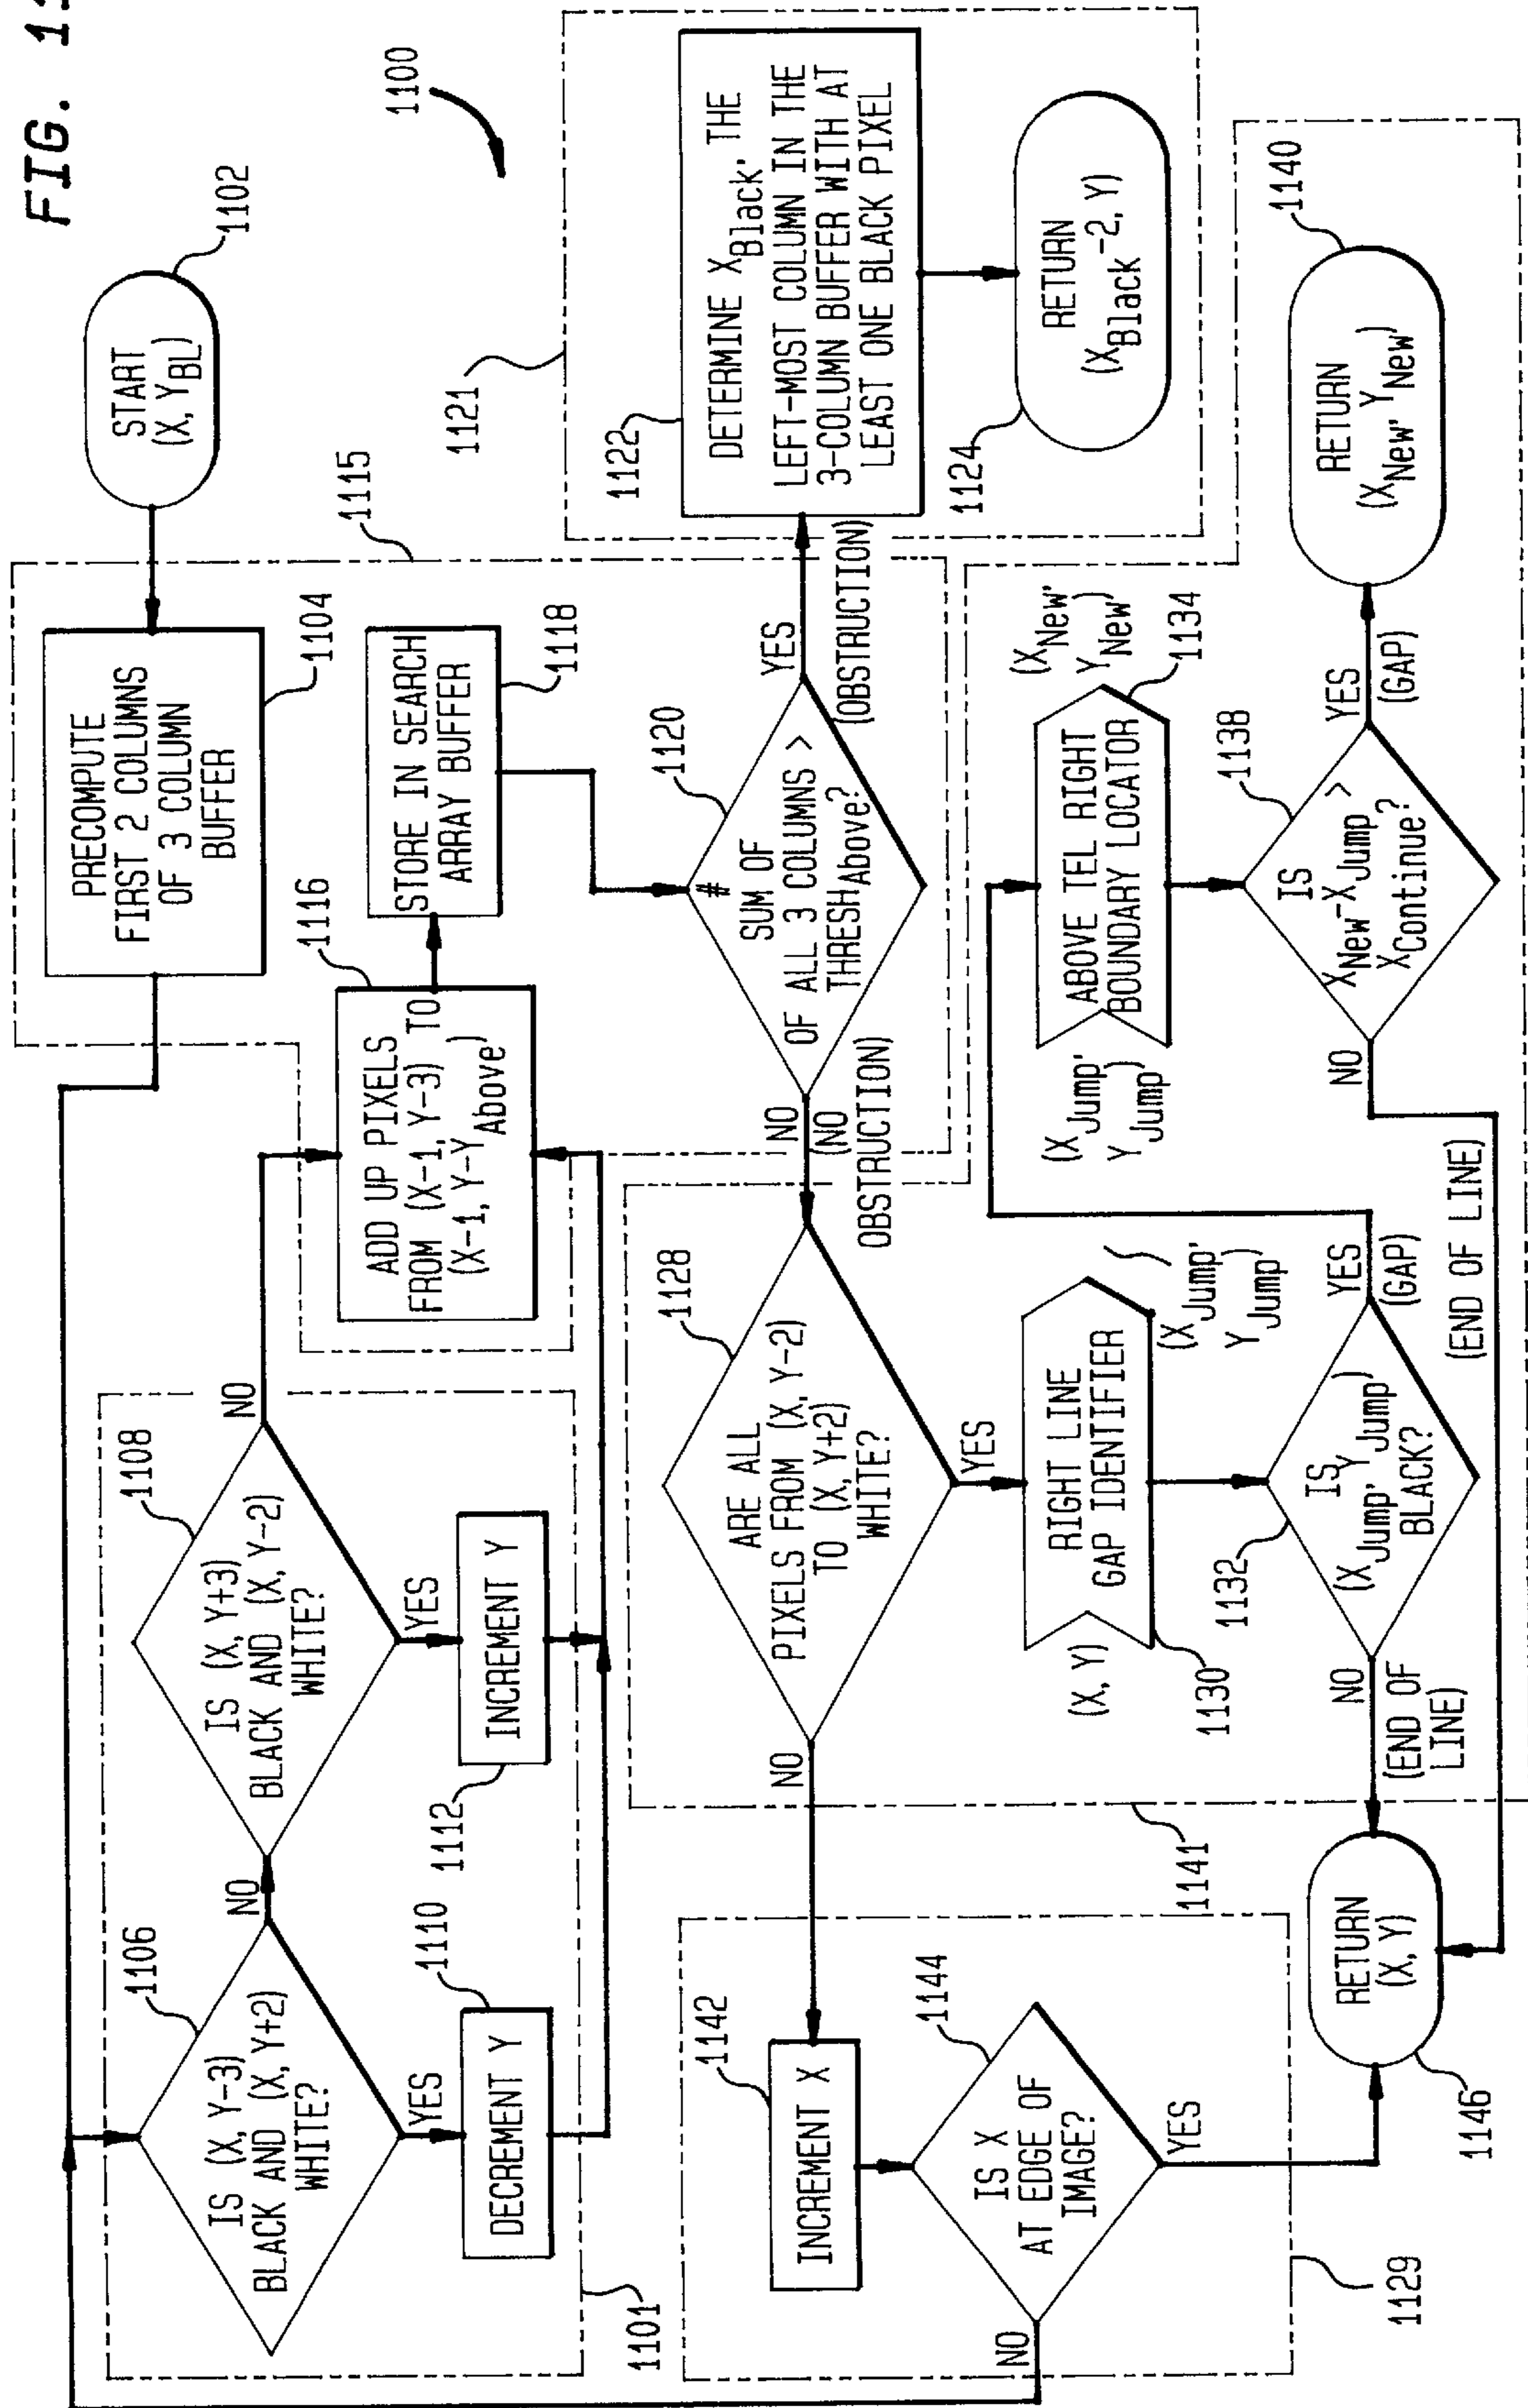 FIG. 11
1100
START
(X, Y_BL)
1102
PRECOMPUTE
FIRST 2 COLUMNS
OF 3 COLUMN
BUFFER
1104
1115
1106
IS (X, Y-3)
BLACK AND (X, Y+2)
WHITE?
NO
YES
1108
IS (X, Y+3)
BLACK AND (X, Y-2)
WHITE?
NO
YES
1110
DECREMENT Y
1112
INCREMENT Y
1101
1116
ADD UP PIXELS
FROM (X-1, Y-3) TO
(X-1, Y-Y_Above)
STORE IN SEARCH
ARRAY BUFFER
1118
1120
#
SUM OF
OF ALL 3 COLUMNS >
THRESH_Above?
YES
(OBSTRUCTION)
NO
(NO
OBSTRUCTION)
1121
1122
DETERMINE X_Black, THE
LEFT-MOST COLUMN IN THE
3-COLUMN BUFFER WITH AT
LEAST ONE BLACK PIXEL
1124
RETURN
(X_Black-2, Y)
1128
ARE ALL
PIXELS FROM (X, Y-2)
TO (X, Y+2)
WHITE?
NO
YES
(X, Y)
RIGHT LINE
GAP IDENTIFIER
1130
(X_Jump,
Y_Jump)
1132
IS
(X_Jump, Y_Jump)
BLACK?
NO
(END OF
LINE)
YES
(GAP)
(X_Jump,
Y_Jump)
ABOVE TEL RIGHT
BOUNDARY LOCATOR
(X_New,
Y_New)
1134
1138
IS
X_New-X_Jump >
X_Continue?
NO
(END OF LINE)
YES
(GAP)
1140
RETURN
(X_New, Y_New)
1141
1142
INCREMENT X
1144
IS X
AT EDGE OF
IMAGE?
NO
YES
1129
RETURN
(X, Y)
1146